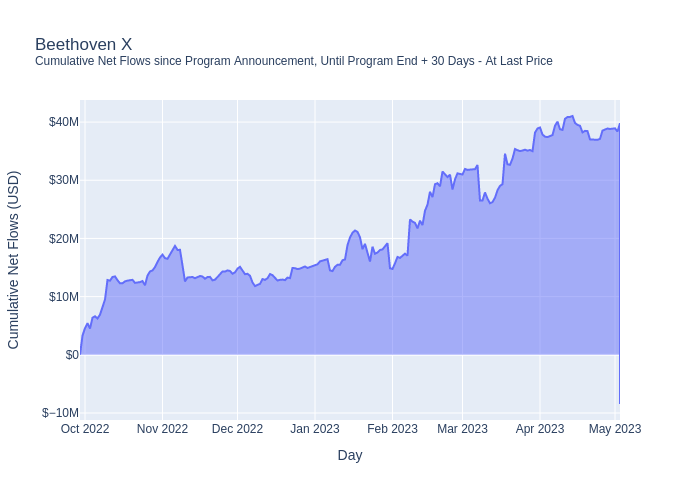 Beethoven X
Cumulative Net Flows since Program Announcement, Until Program End + 30 Days - At Last Price
Cumulative Net Flows (USD)
$40M
$30M
$20M
$10M
$0
$−10M
Oct 2022
Nov 2022
Dec 2022
Jan 2023
Feb 2023
Mar 2023
Apr 2023
May 2023
Day